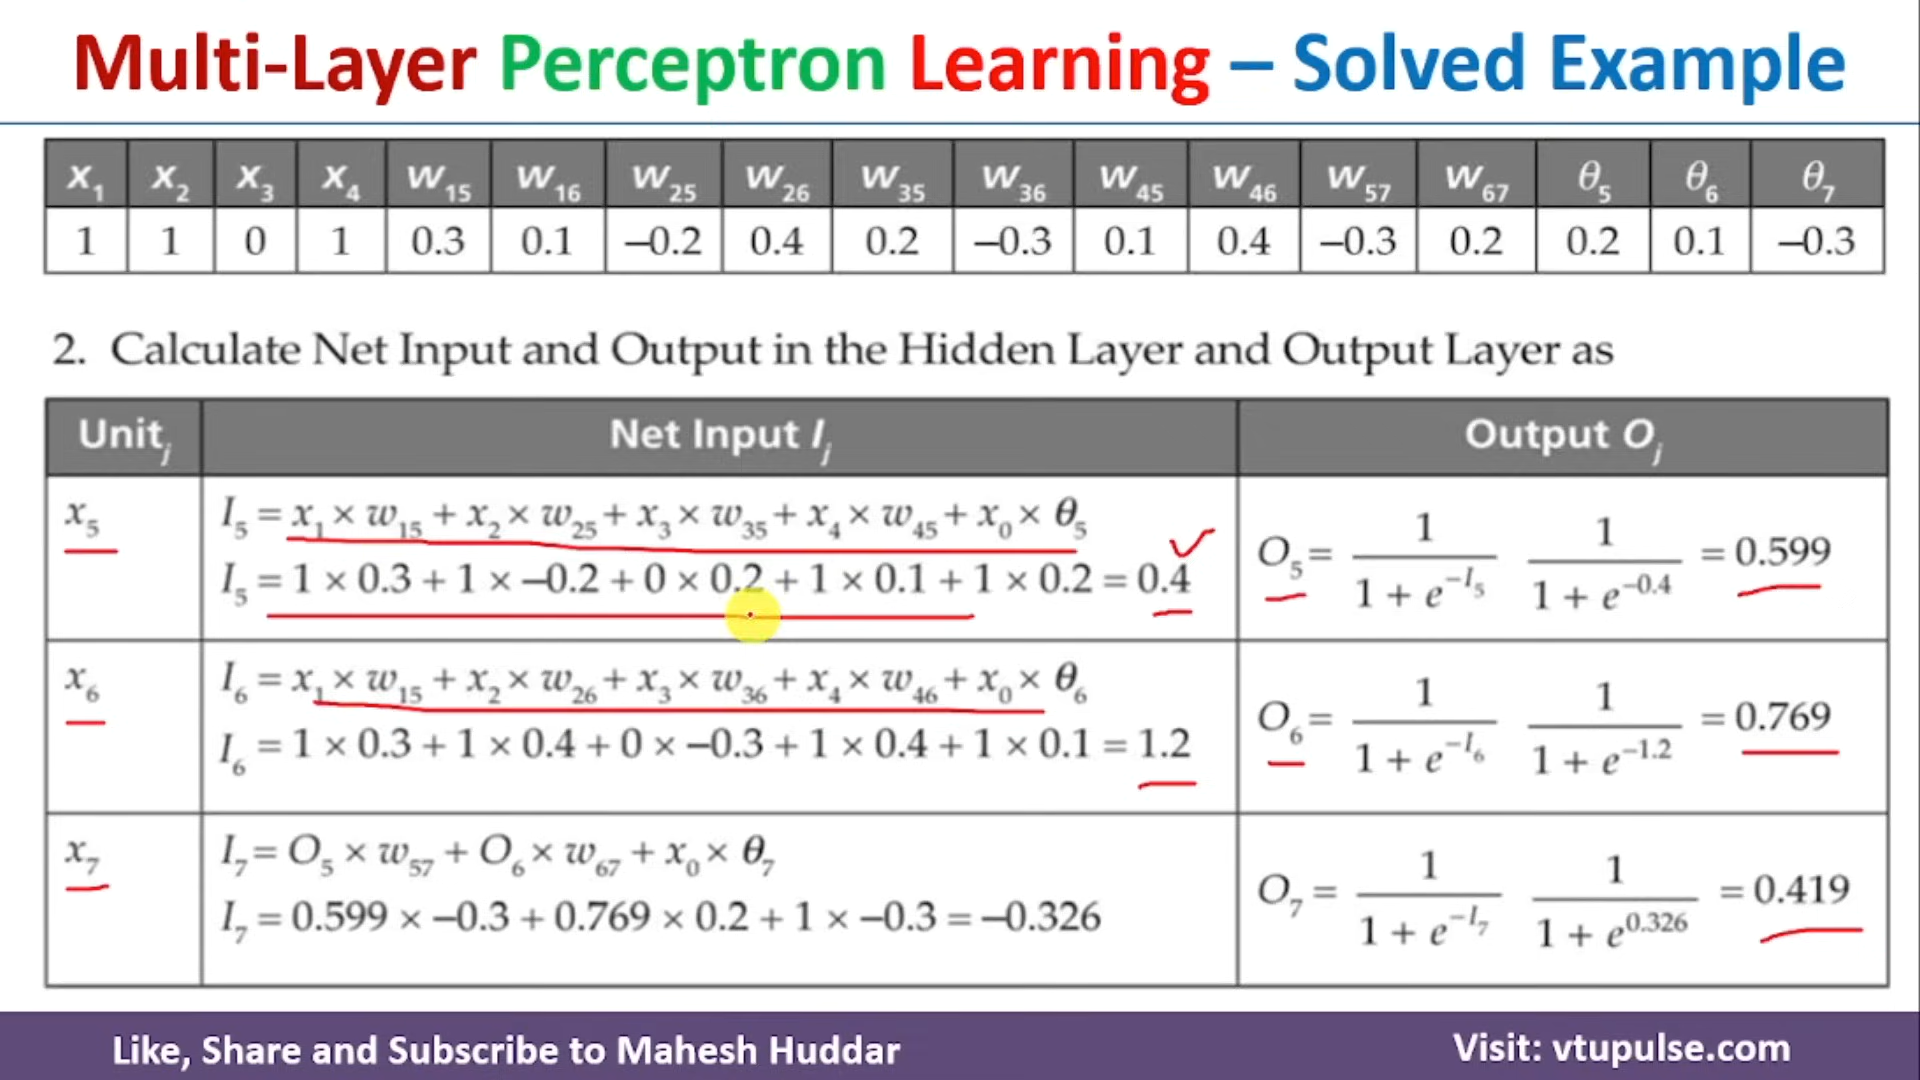 Multi-Layer Perceptron Learning – Solved Example
x₁ x₂ x₃ x₄ w₁₅ w₁₆ w₂₅ w₂₆ w₃₅ w₃₆ w₄₅ w₄₆ w₅₇ w₆₇ θ₅ θ₆ θ₇
1 1 0 1 0.3 0.1 –0.2 0.4 0.2 –0.3 0.1 0.4 –0.3 0.2 0.2 0.1 –0.3
2. Calculate Net Input and Output in the Hidden Layer and Output Layer as
Unitⱼ Net Input Iⱼ Output Oⱼ
x₅ I₅ = x₁ × w₁₅ + x₂ × w₂₅ + x₃ × w₃₅ + x₄ × w₄₅ + x₀ × θ₅
I₅ = 1 × 0.3 + 1 × –0.2 + 0 × 0.2 + 1 × 0.1 + 1 × 0.2 = 0.4
O₅ = 1 / 1 + e^–I₅ 1 / 1 + e^–0.4 = 0.599
x₆ I₆ = x₁ × w₁₅ + x₂ × w₂₆ + x₃ × w₃₆ + x₄ × w₄₆ + x₀ × θ₆
I₆ = 1 × 0.3 + 1 × 0.4 + 0 × –0.3 + 1 × 0.4 + 1 × 0.1 = 1.2
O₆ = 1 / 1 + e^–I₆ 1 / 1 + e^–1.2 = 0.769
x₇ I₇ = O₅ × w₅₇ + O₆ × w₆₇ + x₀ × θ₇
I₇ = 0.599 × –0.3 + 0.769 × 0.2 + 1 × –0.3 = –0.326
O₇ = 1 / 1 + e^–I₇ 1 / 1 + e^0.326 = 0.419
Like, Share and Subscribe to Mahesh Huddar
Visit: vtupulse.com